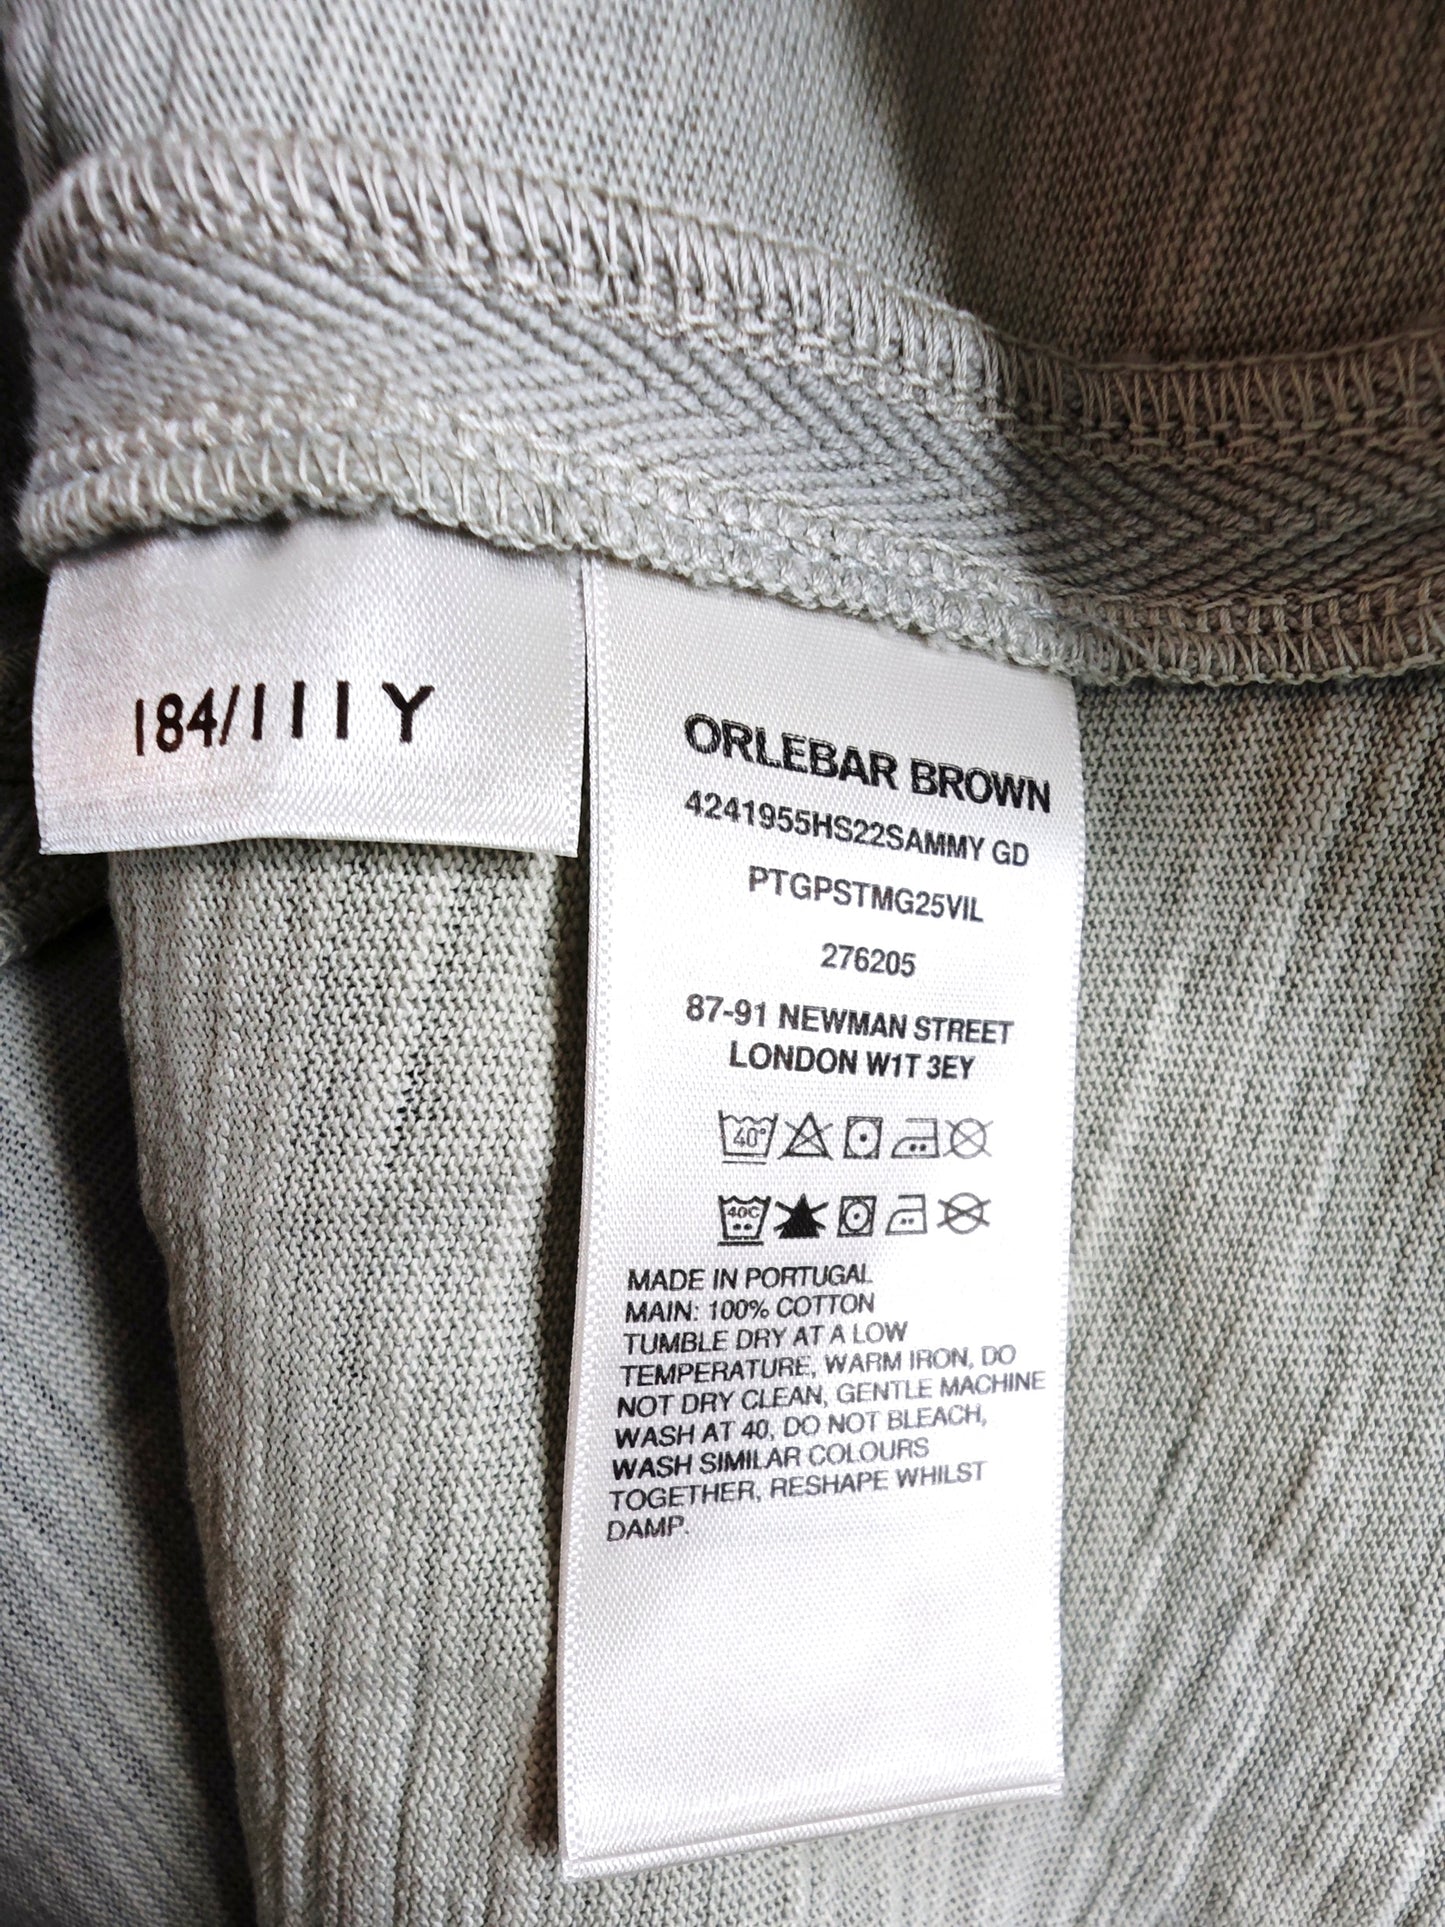 184/111 Y
ORLEBAR BROWN
4241955HS22SAMMY GD
PTGPSTMG25VIL
276205
87-91 NEWMAN STREET
LONDON W1T 3EY
40°
40C
MADE IN PORTUGAL
MAIN: 100% COTTON
TUMBLE DRY AT A LOW
TEMPERATURE, WARM IRON, DO
NOT DRY CLEAN, GENTLE MACHINE
WASH AT 40, DO NOT BLEACH,
WASH SIMILAR COLOURS
TOGETHER, RESHAPE WHILST
DAMP.